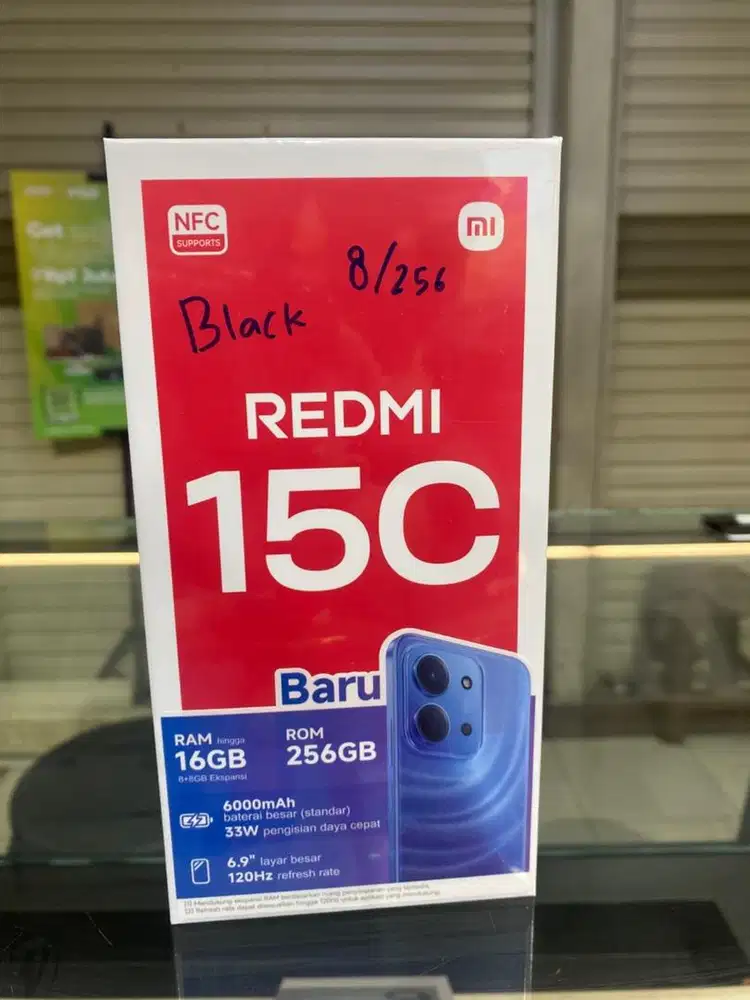 NFC
SUPPORTS
mi
8/256
Black
REDMI
15C
Baru
RAM hingga
16GB
8+8GB Ekspansi
ROM
256GB
6000mAh
baterai besar (standar)
33W pengisian daya cepat
6.9" layar besar
120Hz refresh rate